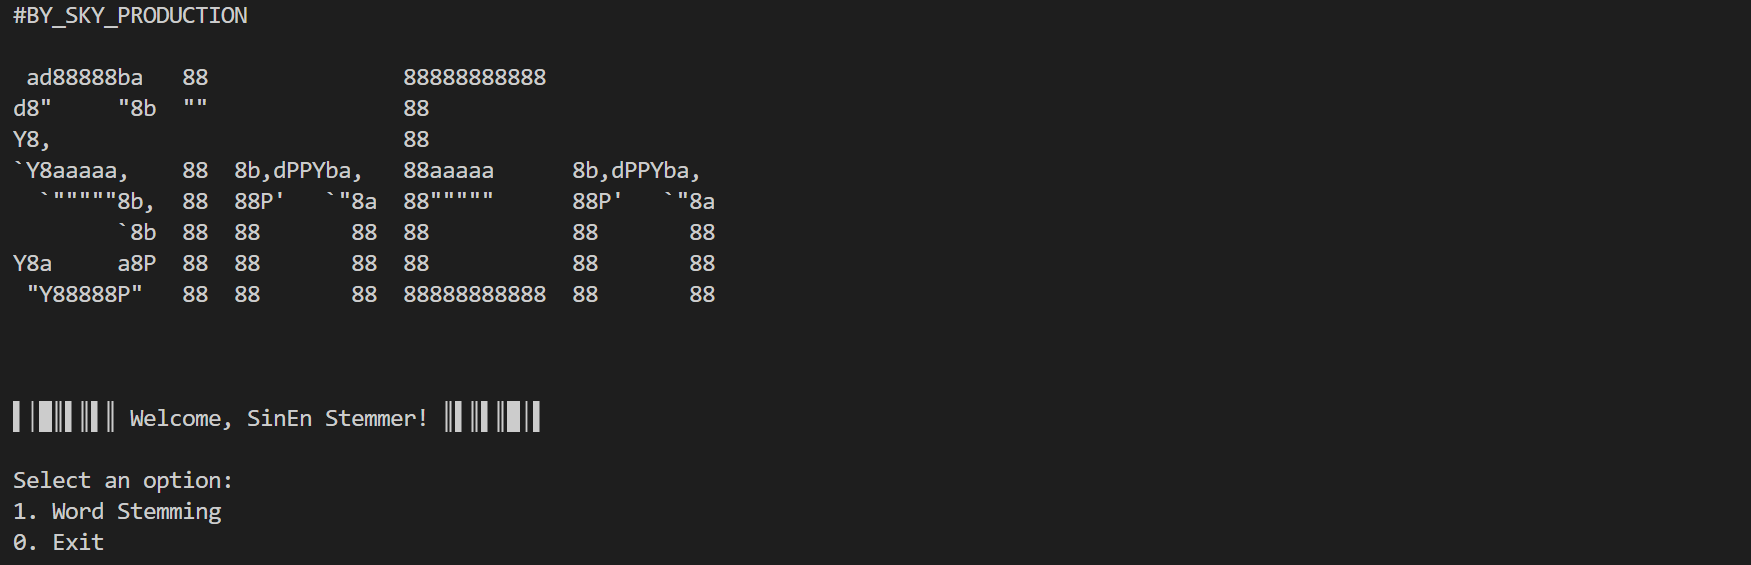 #BY_SKY_PRODUCTION
 ad88888ba   88               88888888888
d8"     "8b  ""               88
Y8,                           88
`Y8aaaaa,    88  8b,dPPYba,   88aaaaa      8b,dPPYba,
  `"""""8b,  88  88P'   `"8a  88"""""      88P'   `"8a
        `8b  88  88       88  88           88       88
Y8a     a8P  88  88       88  88           88       88
 "Y88888P"   88  88       88  88888888888  88       88
▌│█║▌║▌║ Welcome, SinEn Stemmer! ║▌║▌║█│▌
Select an option:
1. Word Stemming
0. Exit